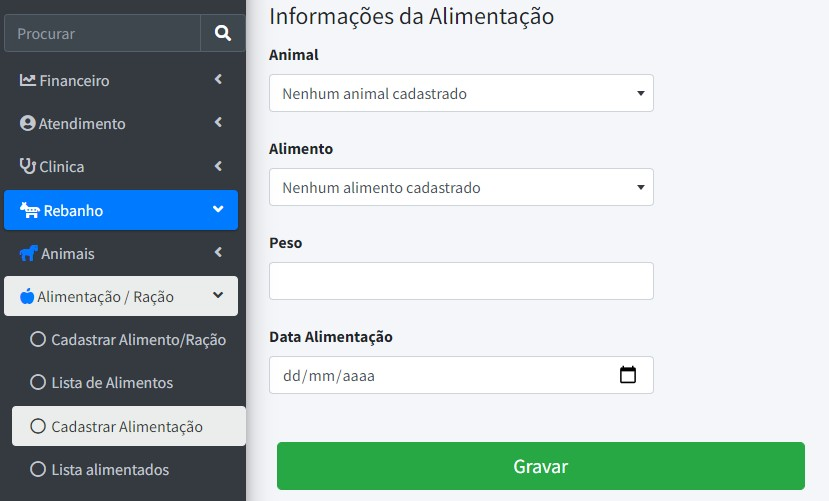 Procurar
Financeiro
Atendimento
Clinica
Rebanho
Animais
Alimentação / Ração
Cadastrar Alimento/Ração
Lista de Alimentos
Cadastrar Alimentação
Lista alimentados
Informações da Alimentação
Animal
Nenhum animal cadastrado
Alimento
Nenhum alimento cadastrado
Peso
Data Alimentação
dd/mm/aaaa
Gravar